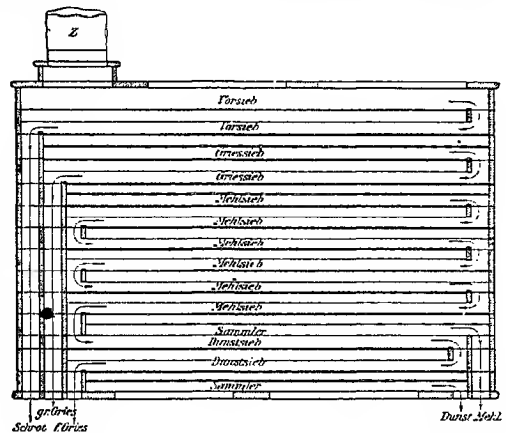 Z
Vorsieb
Vorsieb
Griessieb
Griessieb
Mehlsieb
Mehlsieb
Mehlsieb
Mehlsieb
Mehlsieb
Mehlsieb
Sammler
Dunstsieb
Dunstsieb
Sammler
gr. Gries
Schrot f. Gries
Dunst Mehl